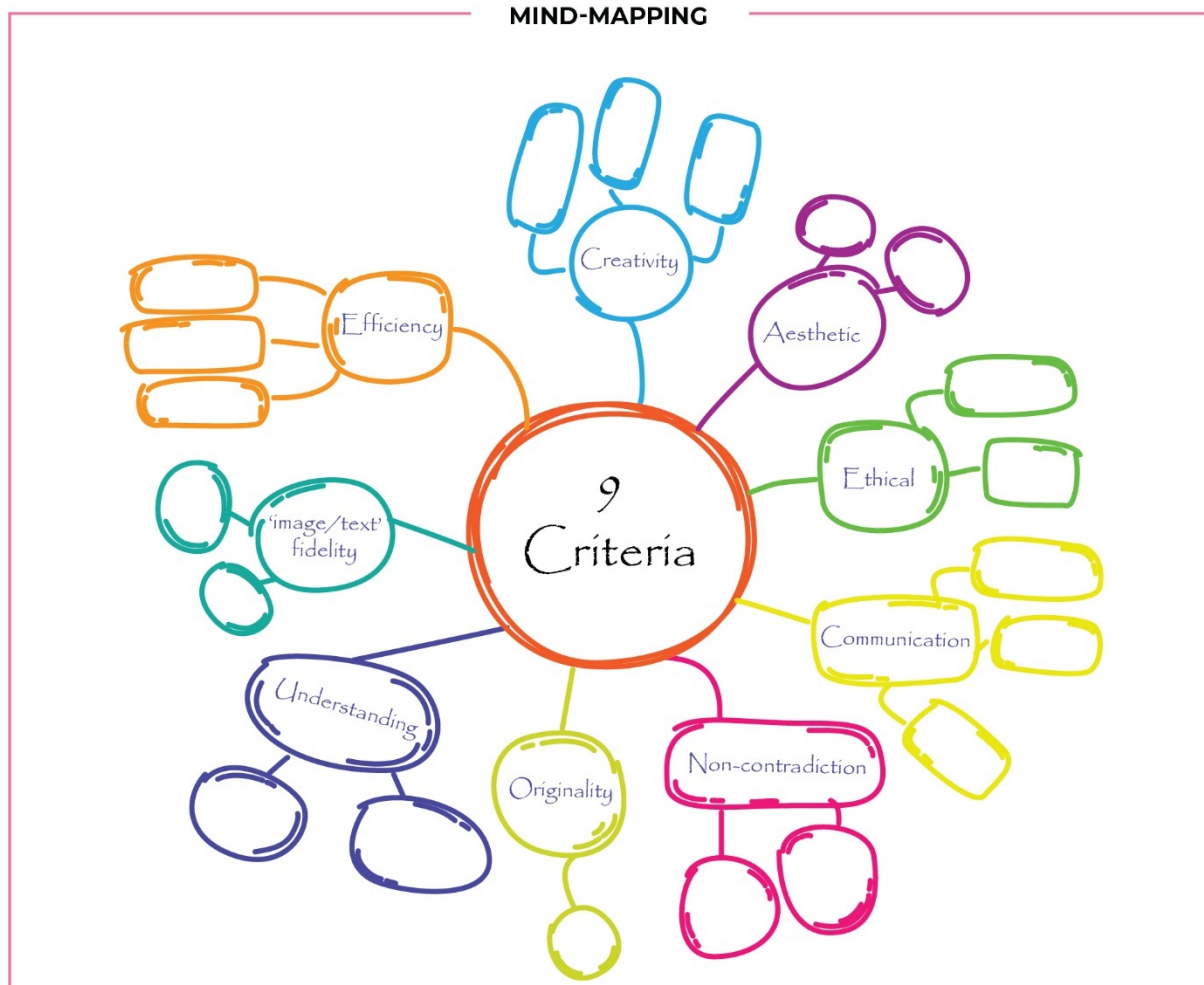 MIND-MAPPING
Creativity
Aesthetic
Efficiency
Ethical
9
Criteria
'image/text'
fidelity
Communication
Understanding
Non-contradiction
Originality